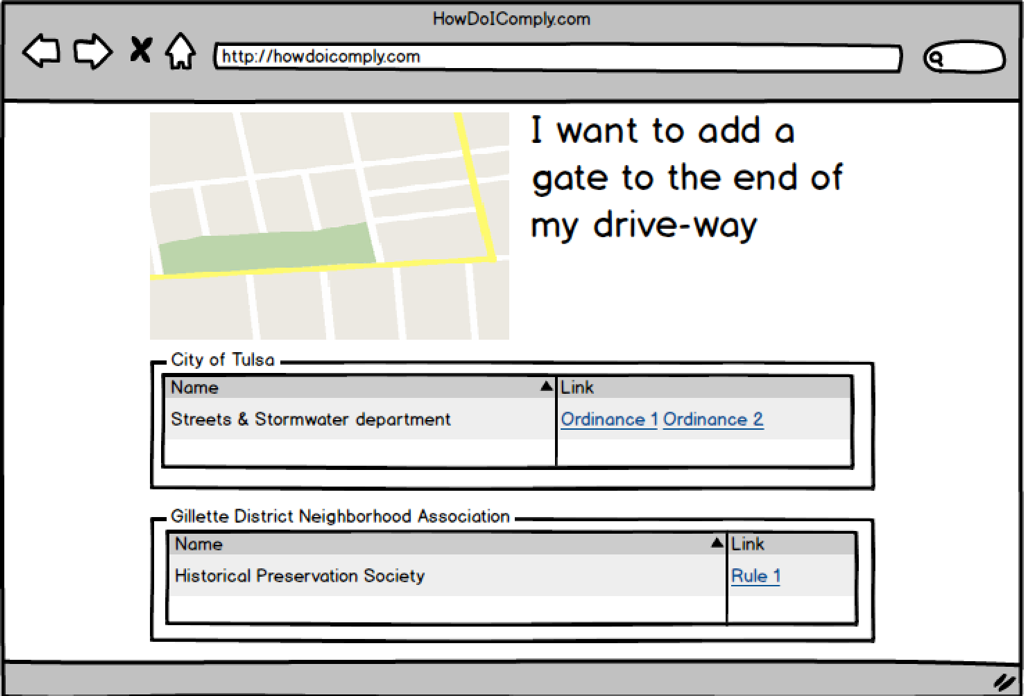 HowDoIComply.com
http://howdoicomply.com
I want to add a
gate to the end of
my drive-way
City of Tulsa
Name Link
Streets & Stormwater department Ordinance 1 Ordinance 2
Gillette District Neighborhood Association
Name Link
Historical Preservation Society Rule 1